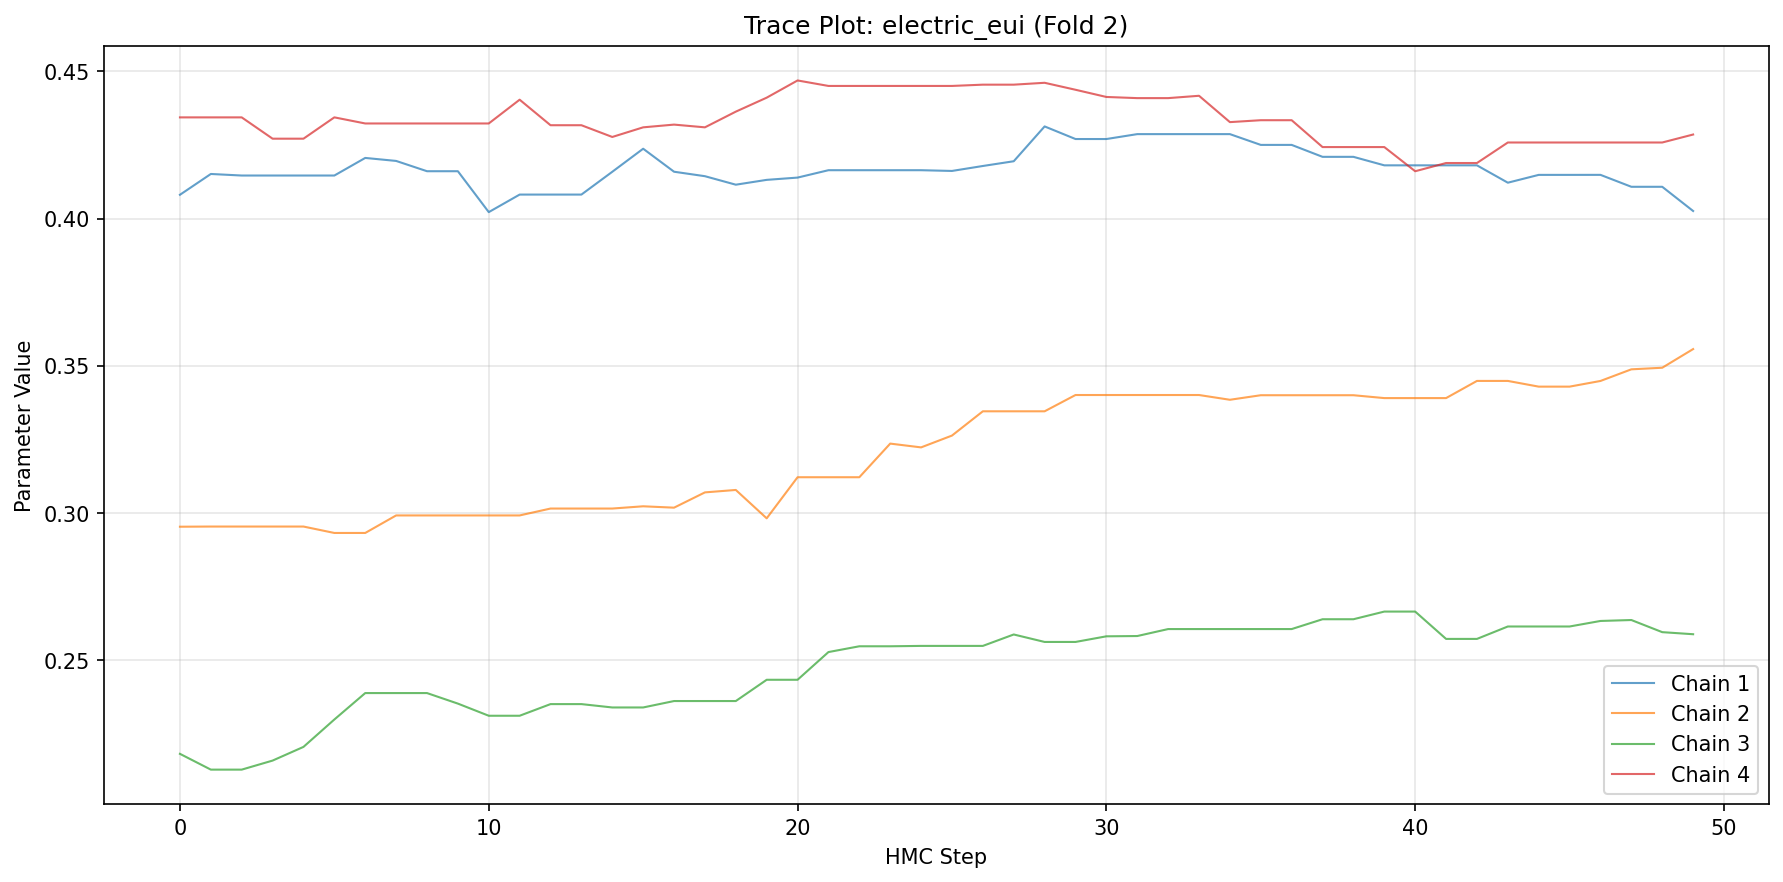 Trace Plot: electric_eui (Fold 2)
Parameter Value
0.45
0.40
0.35
0.30
0.25
0 10 20 30 40 50
HMC Step
Chain 1
Chain 2
Chain 3
Chain 4